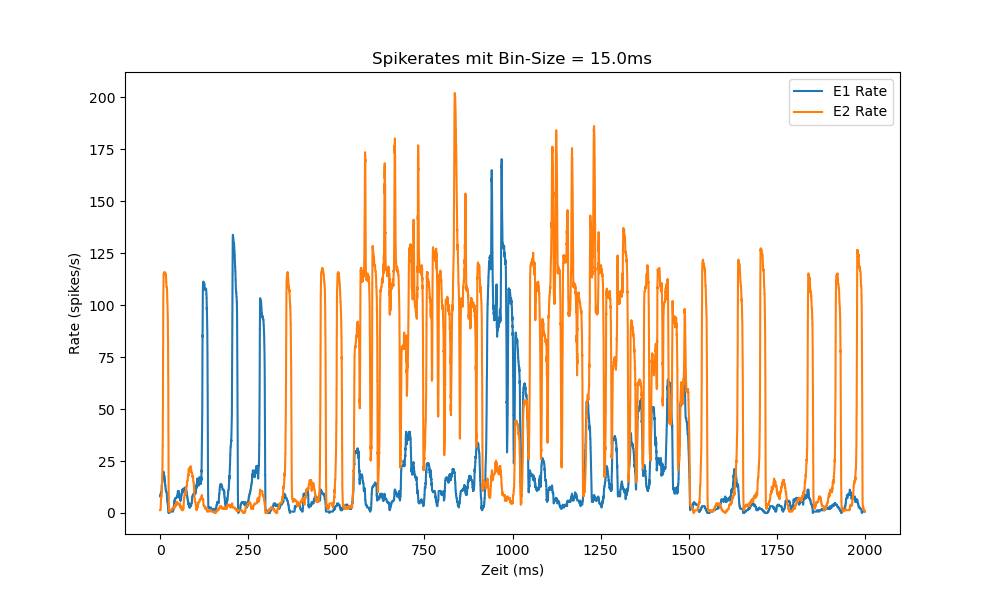 Spikerates mit Bin-Size = 15.0ms
E1 Rate
E2 Rate
200
175
150
125
100
75
50
25
0
Rate (spikes/s)
0 250 500 750 1000 1250 1500 1750 2000
Zeit (ms)